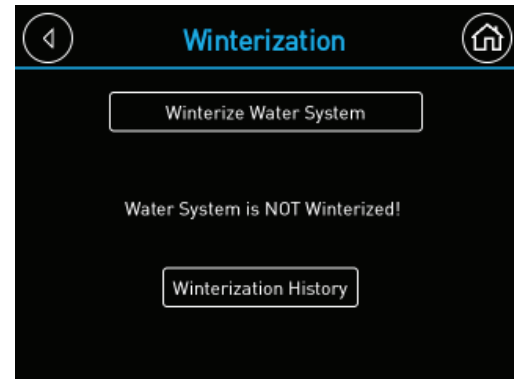 Winterization
Winterize Water System
Water System is NOT Winterized!
Winterization History